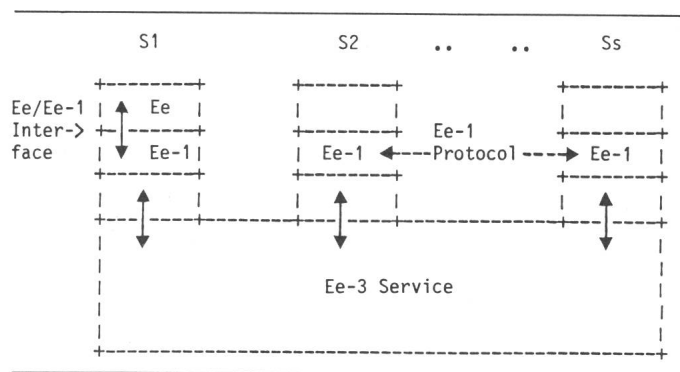 S1 S2 .. .. Ss
Ee/Ee-1 Ee
Inter-> Ee-1
face Ee-1 Ee-1 Protocol Ee-1
Ee-3 Service